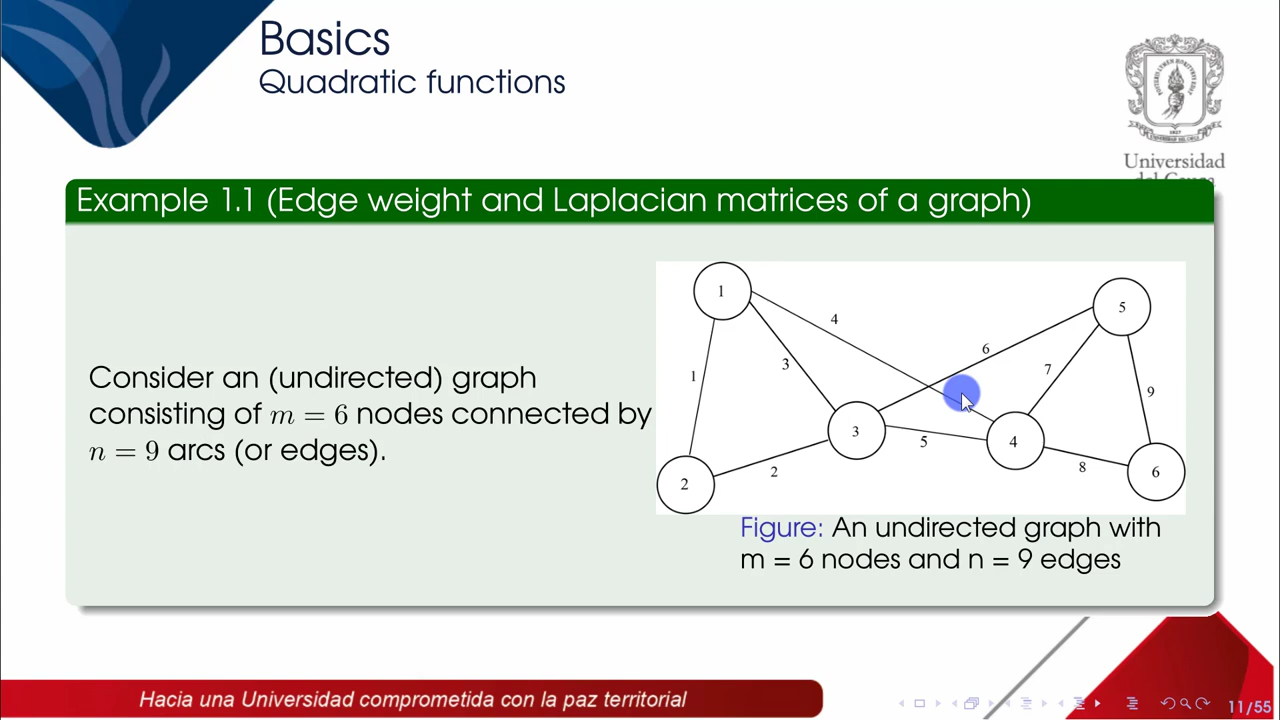 Basics
Quadratic functions
Universidad
del Cauca
Example 1.1 (Edge weight and Laplacian matrices of a graph)
Consider an (undirected) graph
consisting of m = 6 nodes connected by
n = 9 arcs (or edges).
1
4
5
6
3
7
1
9
3
4
5
8
6
2
2
Figure: An undirected graph with
m = 6 nodes and n = 9 edges
Hacia una Universidad comprometida con la paz territorial
11/55